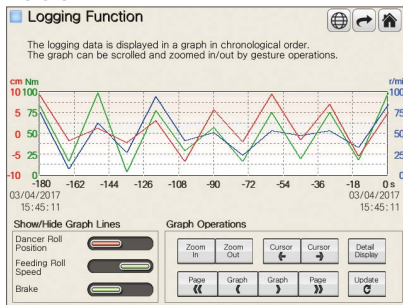 Logging Function
The logging data is displayed in a graph in chronological order.
The graph can be scrolled and zoomed in/out by gesture operations.
cm Nm r/mi
10 100 100
5 75 75
0 50 50
-5 25 25
-10 0 0
-180 -162 -144 -126 -108 -90 -72 -54 -36 -18 0 s
03/04/2017 03/04/2017
15:45:11 15:45:11
Show/Hide Graph Lines Graph Operations
Dancer Roll
Position
Feeding Roll
Speed
Brake
Zoom
In
Zoom
Out
Cursor
Cursor
Detail
Display
Page
Graph
Graph
Page
Update